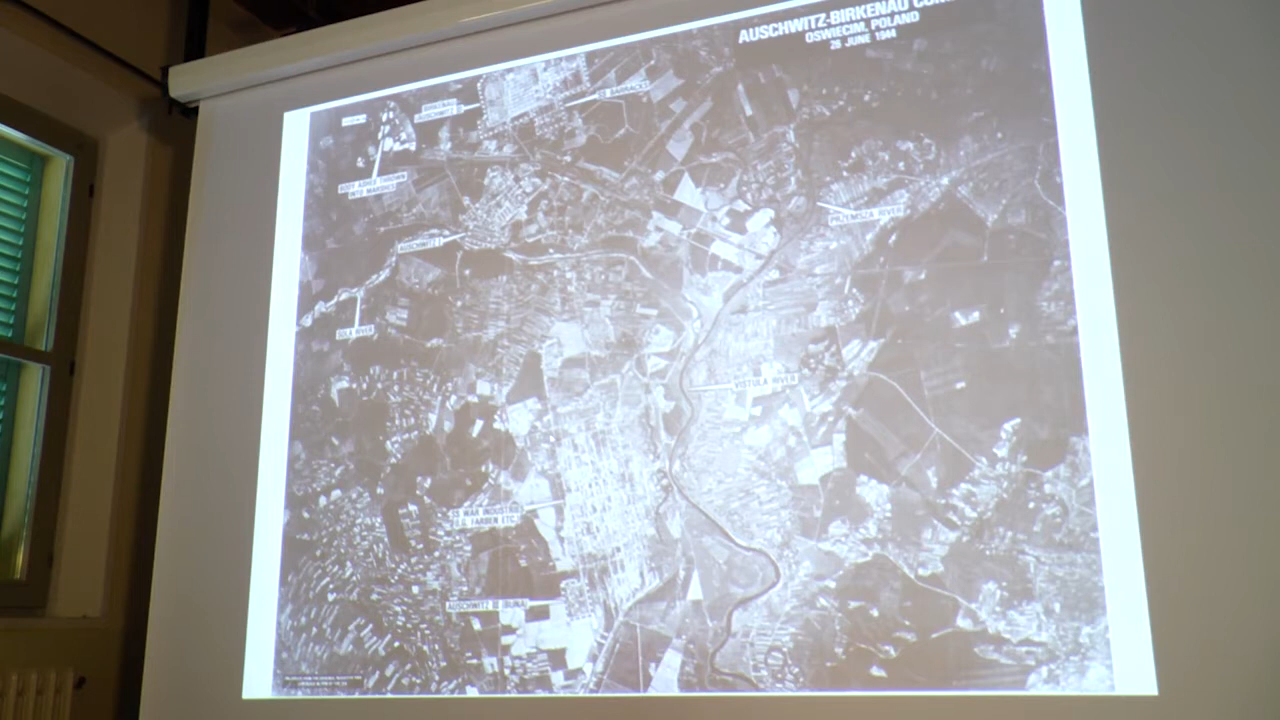 AUSCHWITZ-BIRKENAU
OSWIECIM, POLAND
26 JUNE 1944
BIRKENAU
AUSCHWITZ II
SS BARRACKS
BODY ASHES THROWN
INTO MARSHES
PRZEMSZA RIVER
AUSCHWITZ I
SOLA RIVER
VISTULA RIVER
SS WAR INDUSTRIES
I.G. FARBEN ETC.
AUSCHWITZ III (BUNA)